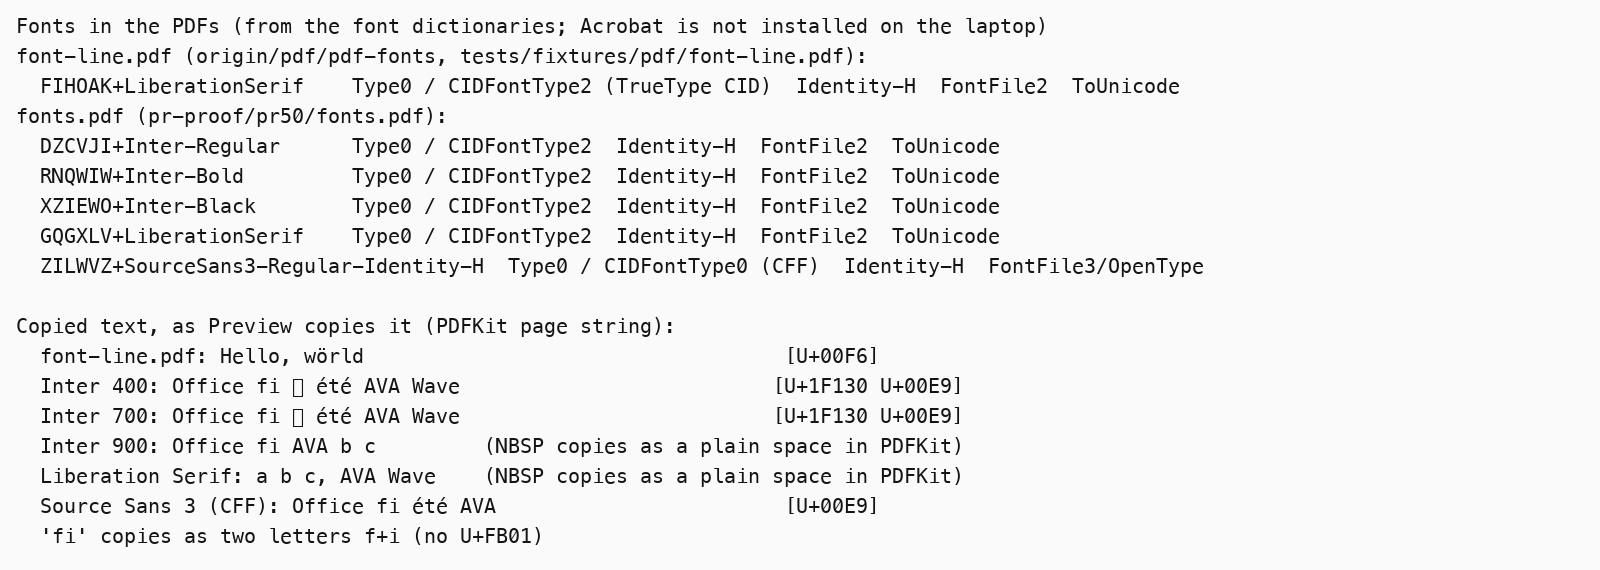 Fonts in the PDFs (from the font dictionaries; Acrobat is not installed on the laptop)
font-line.pdf (origin/pdf/pdf-fonts, tests/fixtures/pdf/font-line.pdf):
  FIHOAK+LiberationSerif    Type0 / CIDFontType2 (TrueType CID)  Identity-H  FontFile2  ToUnicode
fonts.pdf (pr-proof/pr50/fonts.pdf):
  DZCVJI+Inter-Regular      Type0 / CIDFontType2  Identity-H  FontFile2  ToUnicode
  RNQWIW+Inter-Bold         Type0 / CIDFontType2  Identity-H  FontFile2  ToUnicode
  XZIEWO+Inter-Black        Type0 / CIDFontType2  Identity-H  FontFile2  ToUnicode
  GQGXLV+LiberationSerif    Type0 / CIDFontType2  Identity-H  FontFile2  ToUnicode
  ZILWVZ+SourceSans3-Regular-Identity-H  Type0 / CIDFontType0 (CFF)  Identity-H  FontFile3/OpenType

Copied text, as Preview copies it (PDFKit page string):
  font-line.pdf: Hello, wörld                                   [U+00F6]
  Inter 400: Office fi 🄰 été AVA Wave                          [U+1F130 U+00E9]
  Inter 700: Office fi 🄰 été AVA Wave                          [U+1F130 U+00E9]
  Inter 900: Office fi AVA b c         (NBSP copies as a plain space in PDFKit)
  Liberation Serif: a b c, AVA Wave    (NBSP copies as a plain space in PDFKit)
  Source Sans 3 (CFF): Office fi été AVA                        [U+00E9]
  'fi' copies as two letters f+i (no U+FB01)